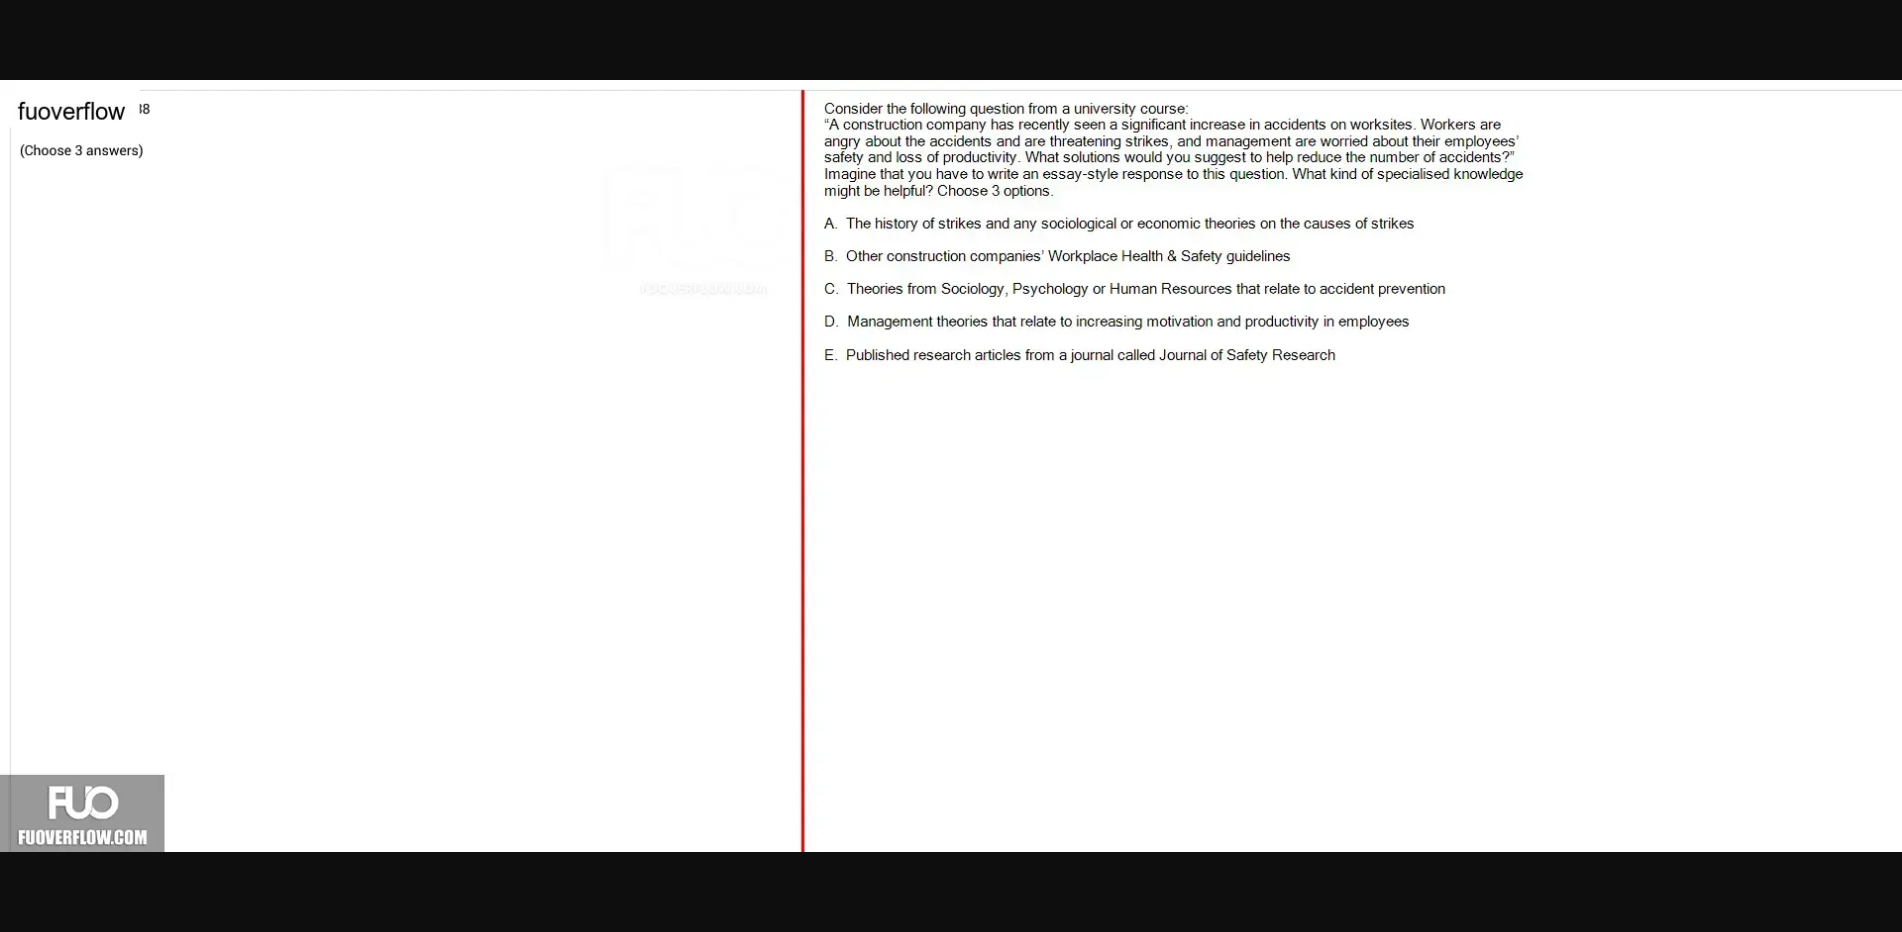 fuoverflow 38
(Choose 3 answers)
Consider the following question from a university course:
“A construction company has recently seen a significant increase in accidents on worksites. Workers are
angry about the accidents and are threatening strikes, and management are worried about their employees’
safety and loss of productivity. What solutions would you suggest to help reduce the number of accidents?”
Imagine that you have to write an essay-style response to this question. What kind of specialised knowledge
might be helpful? Choose 3 options.
A. The history of strikes and any sociological or economic theories on the causes of strikes
B. Other construction companies’ Workplace Health & Safety guidelines
C. Theories from Sociology, Psychology or Human Resources that relate to accident prevention
D. Management theories that relate to increasing motivation and productivity in employees
E. Published research articles from a journal called Journal of Safety Research
FUO
FUOVERFLOW.COM
FUO
FUOVERFLOW.COM